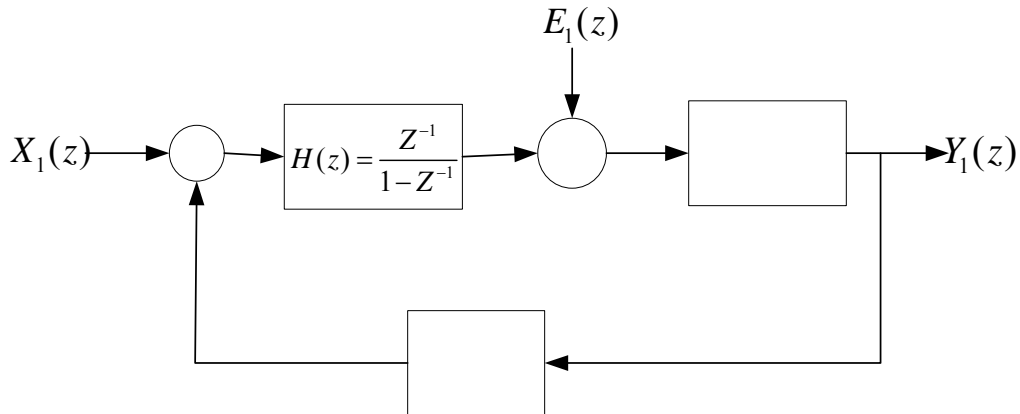 E₁(z)
X₁(z)
H(z) = Z⁻¹ / (1 − Z⁻¹)
Y₁(z)